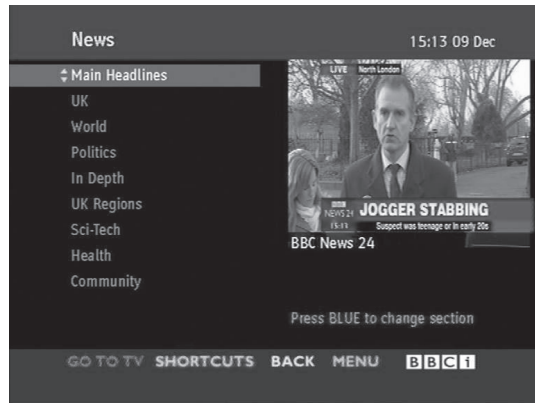 News
15:13 09 Dec
Main Headlines
UK
World
Politics
In Depth
UK Regions
Sci-Tech
Health
Community
LIVE North London
BBC
NEWS 24
15:13
JOGGER STABBING
Suspect was teenage or in early 20s
BBC News 24
Press BLUE to change section
GO TO TV SHORTCUTS BACK MENU BBCi